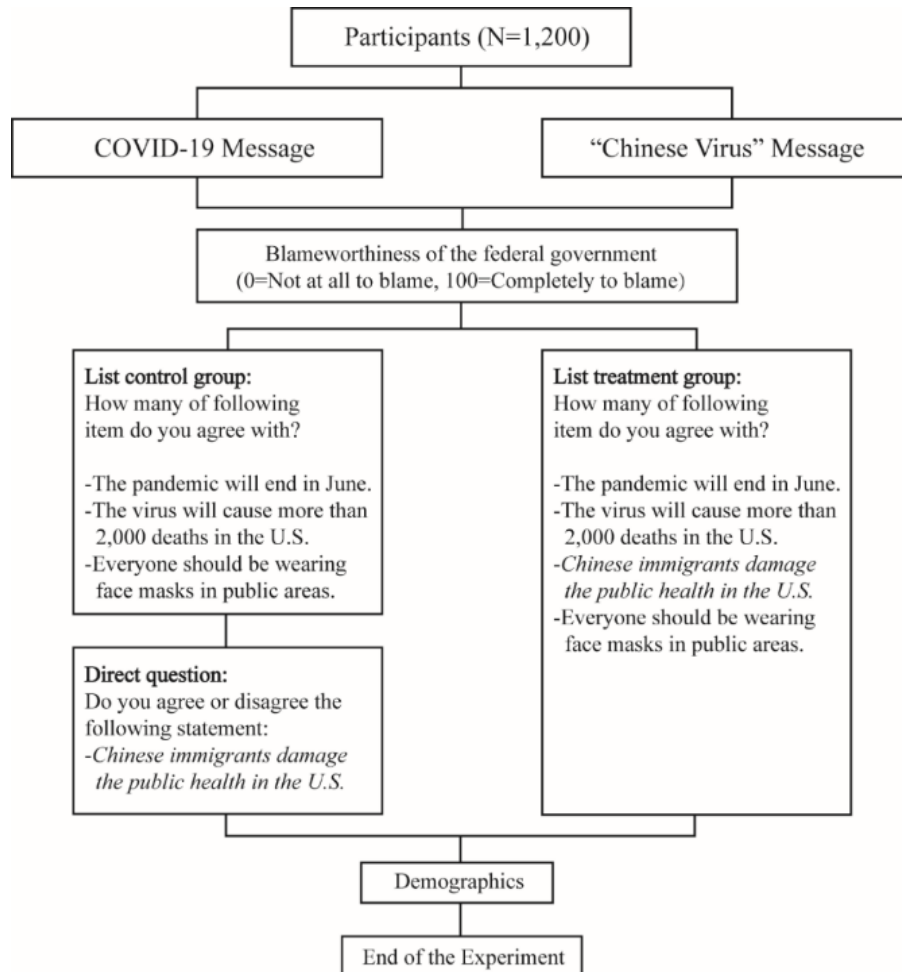 Participants (N=1,200)
COVID-19 Message
“Chinese Virus” Message
Blameworthiness of the federal government
(0=Not at all to blame, 100=Completely to blame)
List control group:
How many of following
item do you agree with?
-The pandemic will end in June.
-The virus will cause more than
2,000 deaths in the U.S.
-Everyone should be wearing
face masks in public areas.
List treatment group:
How many of following
item do you agree with?
-The pandemic will end in June.
-The virus will cause more than
2,000 deaths in the U.S.
-Chinese immigrants damage
the public health in the U.S.
-Everyone should be wearing
face masks in public areas.
Direct question:
Do you agree or disagree the
following statement:
-Chinese immigrants damage
the public health in the U.S.
Demographics
End of the Experiment